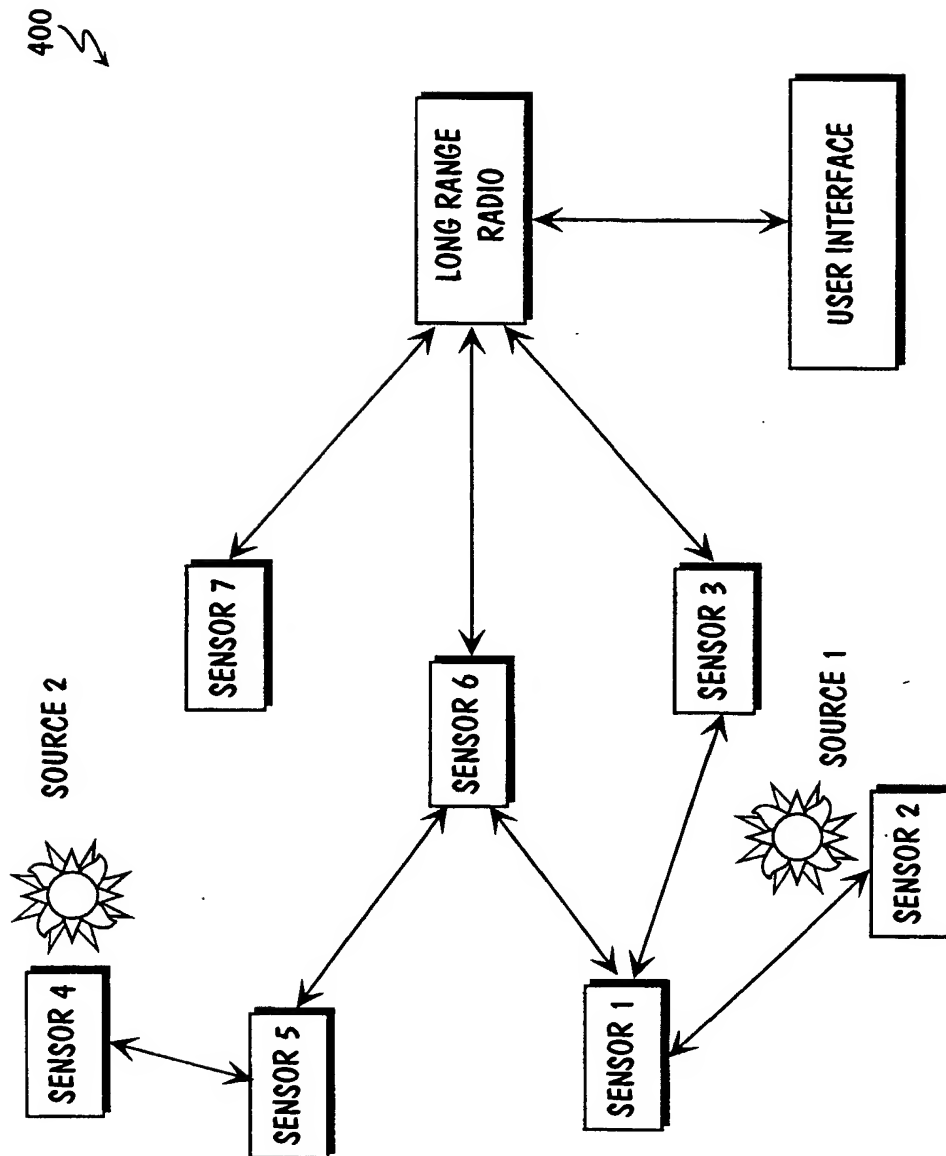 400
SOURCE 2
SENSOR 4
SENSOR 7
SENSOR 5
LONG RANGE
RADIO
SENSOR 6
SENSOR 1
SENSOR 3
SOURCE 1
USER INTERFACE
SENSOR 2